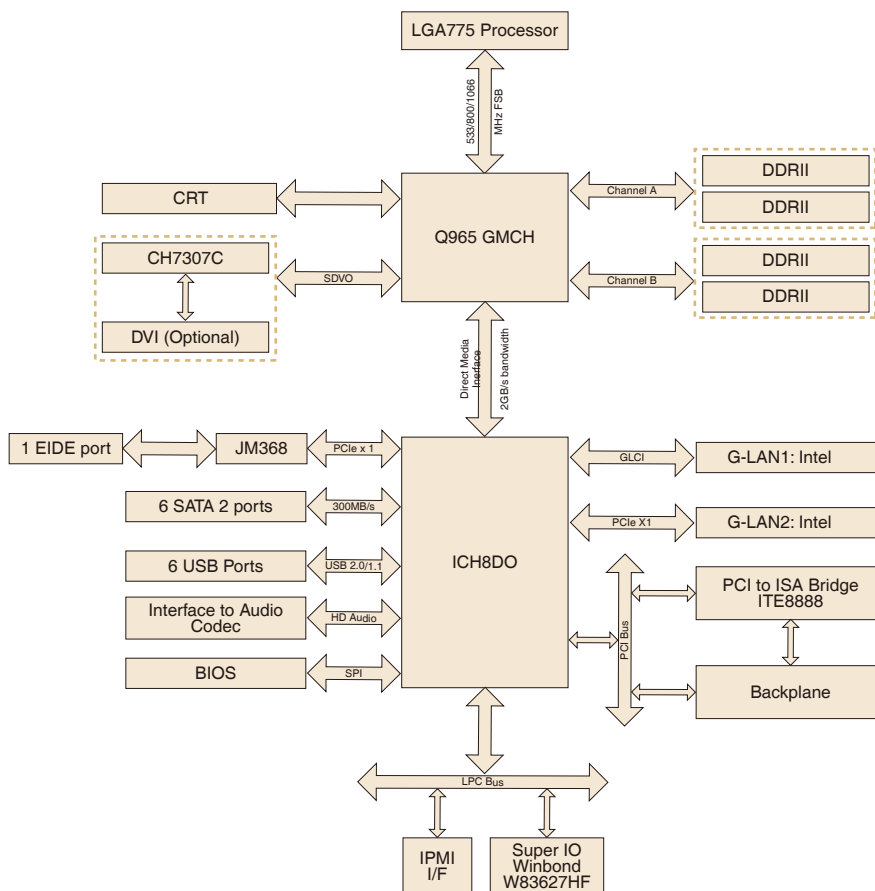 LGA775 Processor
533/800/1066
MHz FSB
CRT
Q965 GMCH
Channel A
DDRII
DDRII
CH7307C
SDVO
DVI (Optional)
Channel B
DDRII
DDRII
Direct Media
Inerface
2GB/s bandwidth
1 EIDE port
JM368
PCIe x 1
GLCI
G-LAN1: Intel
6 SATA 2 ports
300MB/s
PCIe X1
G-LAN2: Intel
ICH8DO
6 USB Ports
USB 2.0/1.1
PCI to ISA Bridge
ITE8888
Interface to Audio
Codec
HD Audio
PCI Bus
BIOS
SPI
Backplane
LPC Bus
IPMI
I/F
Super IO
Winbond
W83627HF